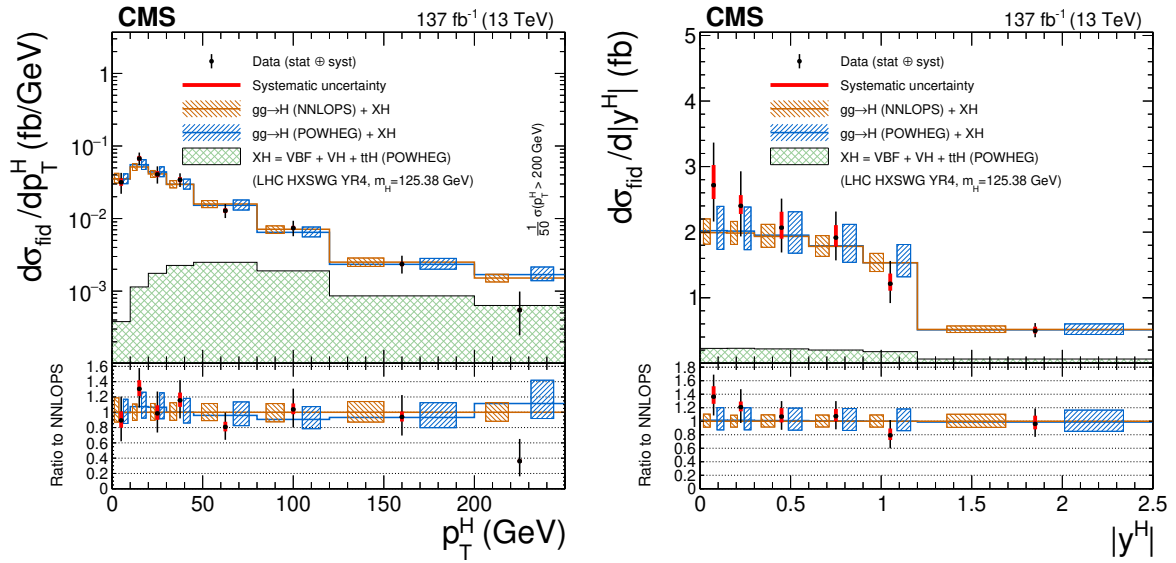 CMS 137 fb⁻¹ (13 TeV)
dσ_fid/dp_T^H (fb/GeV)
1
10⁻¹
10⁻²
10⁻³
Data (stat ⊕ syst)
Systematic uncertainty
gg→H (NNLOPS) + XH
gg→H (POWHEG) + XH
XH = VBF + VH + ttH (POWHEG)
(LHC HXSWG YR4, m_H=125.38 GeV)
1/50 σ(p_T^H > 200 GeV)
Ratio to NNLOPS
1.6
1.4
1.2
1.0
0.8
0.6
0.4
0.2
0 50 100 150 200
p_T^H (GeV)
CMS 137 fb⁻¹ (13 TeV)
dσ_fid/d|y^H| (fb)
5
4
3
2
1
Data (stat ⊕ syst)
Systematic uncertainty
gg→H (NNLOPS) + XH
gg→H (POWHEG) + XH
XH = VBF + VH + ttH (POWHEG)
(LHC HXSWG YR4, m_H=125.38 GeV)
Ratio to NNLOPS
1.8
1.6
1.4
1.2
1
0.8
0.6
0.4
0.2
0
0 0.5 1 1.5 2 2.5
|y^H|